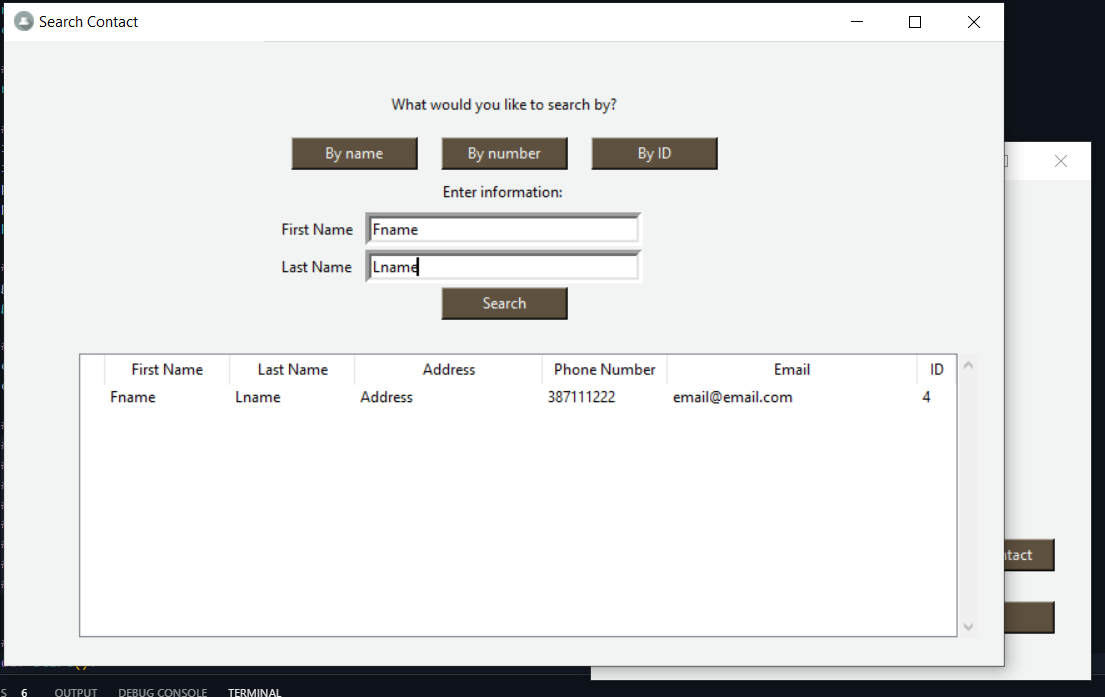 Search Contact
What would you like to search by?
By name By number By ID
Enter information:
First Name Fname
Last Name Lname
Search
First Name Last Name Address Phone Number Email ID
Fname Lname Address 387111222 email@email.com 4
ntact
S 6 OUTPUT DEBUG CONSOLE TERMINAL